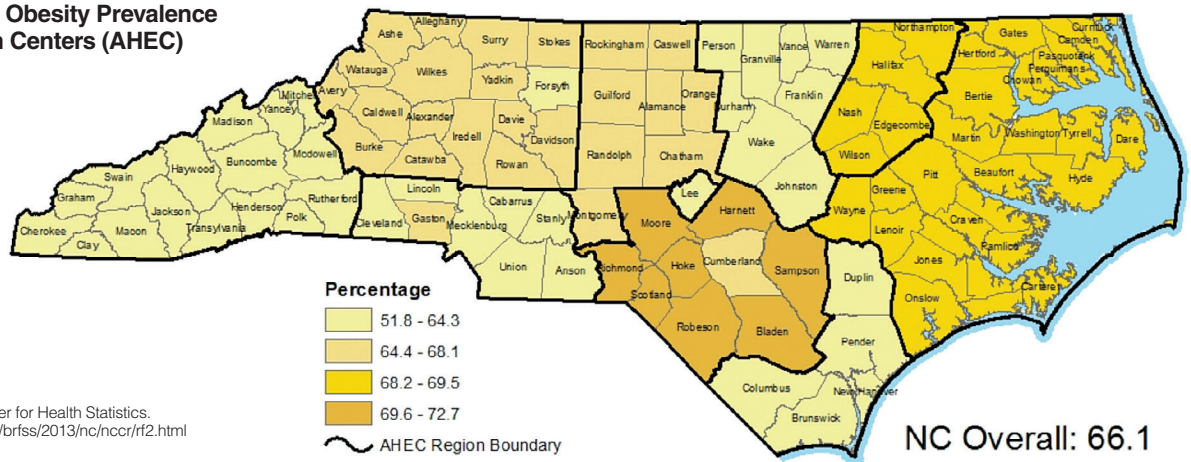 Obesity Prevalence
Centers (AHEC)
Alleghany
Ashe
Surry
Stokes
Rockingham
Caswell
Person
Granville
Vance
Warren
Northampton
Gates
Currituck
Camden
Pasquotank
Perquimans
Chowan
Hertford
Halifax
Watauga
Wilkes
Yadkin
Forsyth
Guilford
Alamance
Orange
Durham
Franklin
Nash
Bertie
Mitchell
Avery
Yancey
Madison
Caldwell
Alexander
Iredell
Davie
Davidson
Wake
Edgecombe
Martin
Washington
Tyrrell
Dare
Burke
Catawba
Rowan
Randolph
Chatham
Wilson
Pitt
Beaufort
Hyde
Haywood
Buncombe
Mcdowell
Swain
Graham
Jackson
Henderson
Rutherford
Polk
Cherokee
Clay
Macon
Transylvania
Cleveland
Lincoln
Gaston
Mecklenburg
Cabarrus
Stanly
Montgomery
Moore
Lee
Harnett
Johnston
Wayne
Greene
Lenoir
Craven
Pamlico
Jones
Carteret
Onslow
Union
Anson
Richmond
Hoke
Scotland
Cumberland
Sampson
Duplin
Robeson
Bladen
Pender
Columbus
New Hanover
Brunswick
Percentage
51.8 - 64.3
64.4 - 68.1
68.2 - 69.5
69.6 - 72.7
AHEC Region Boundary
er for Health Statistics.
/brfss/2013/nc/nccr/rf2.html
NC Overall: 66.1